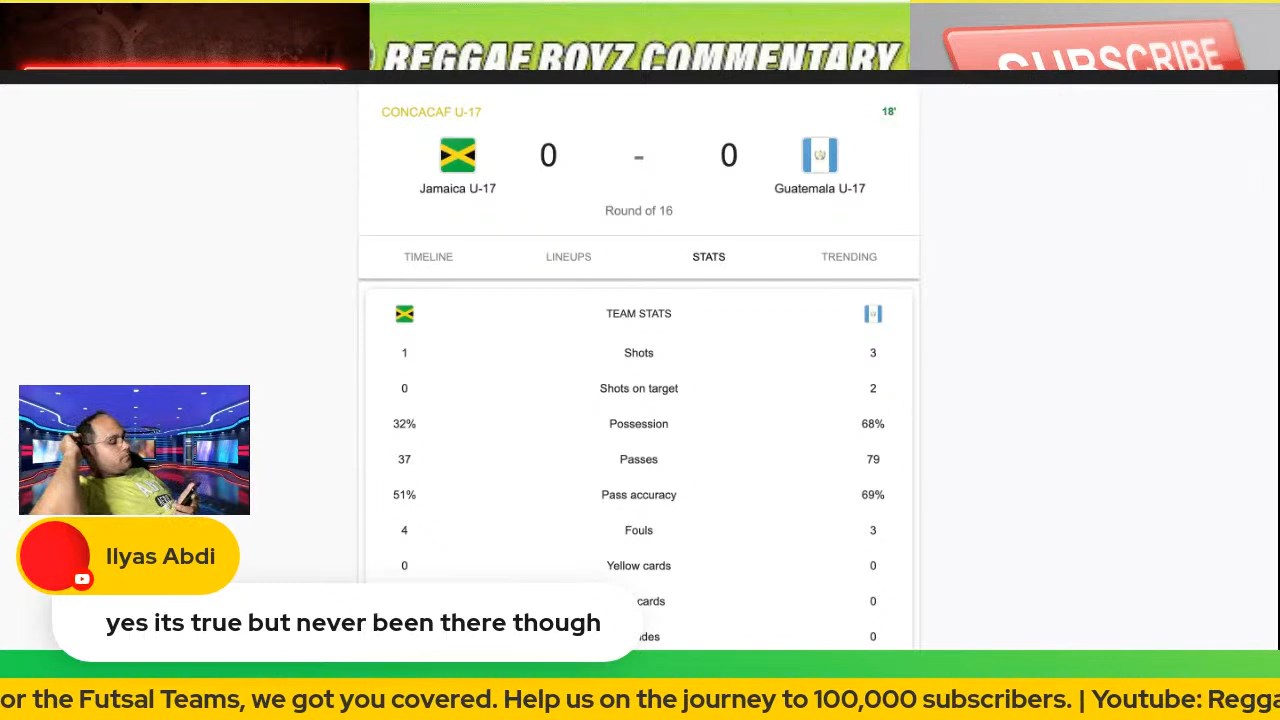 REGGAE BOYZ COMMENTARY
SUBSCRIBE
CONCACAF U-17
18'
0 - 0
Jamaica U-17
Guatemala U-17
Round of 16
TIMELINE LINEUPS STATS TRENDING
TEAM STATS
1 Shots 3
0 Shots on target 2
32% Possession 68%
37 Passes 79
51% Pass accuracy 69%
4 Fouls 3
0 Yellow cards 0
cards 0
des 0
Ilyas Abdi
yes its true but never been there though
or the Futsal Teams, we got you covered. Help us on the journey to 100,000 subscribers. | Youtube: Regga